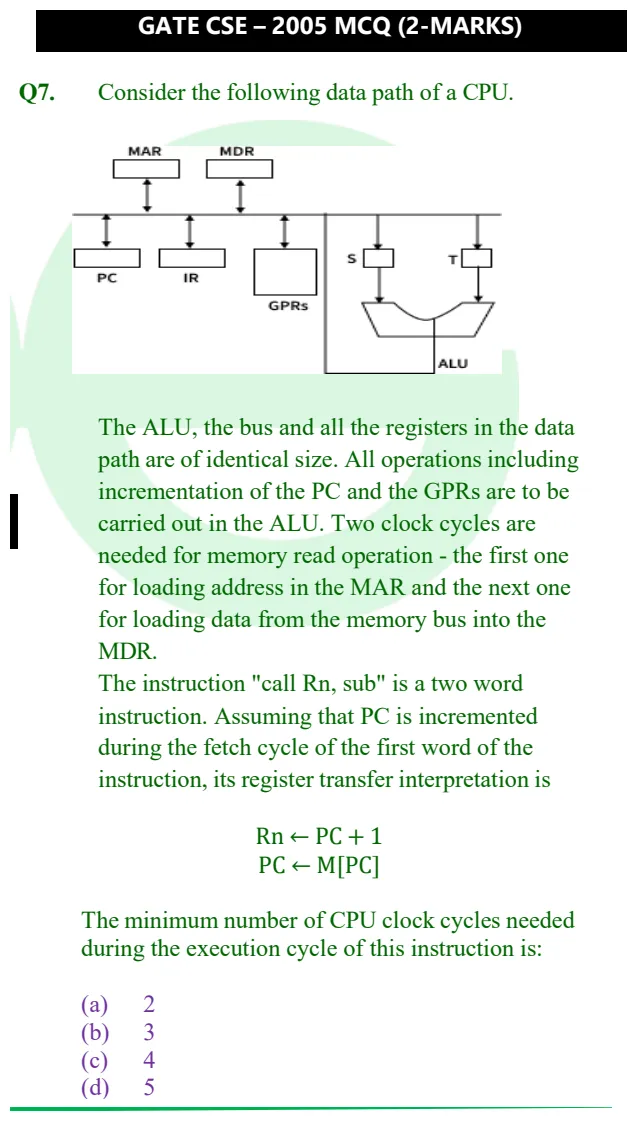 GATE CSE – 2005 MCQ (2-MARKS)
Q7. Consider the following data path of a CPU.
MAR MDR
S T
PC IR
GPRs
ALU
The ALU, the bus and all the registers in the data
path are of identical size. All operations including
incrementation of the PC and the GPRs are to be
carried out in the ALU. Two clock cycles are
needed for memory read operation - the first one
for loading address in the MAR and the next one
for loading data from the memory bus into the
MDR.
The instruction "call Rn, sub" is a two word
instruction. Assuming that PC is incremented
during the fetch cycle of the first word of the
instruction, its register transfer interpretation is
Rn ← PC + 1
PC ← M[PC]
The minimum number of CPU clock cycles needed
during the execution cycle of this instruction is:
(a) 2
(b) 3
(c) 4
(d) 5